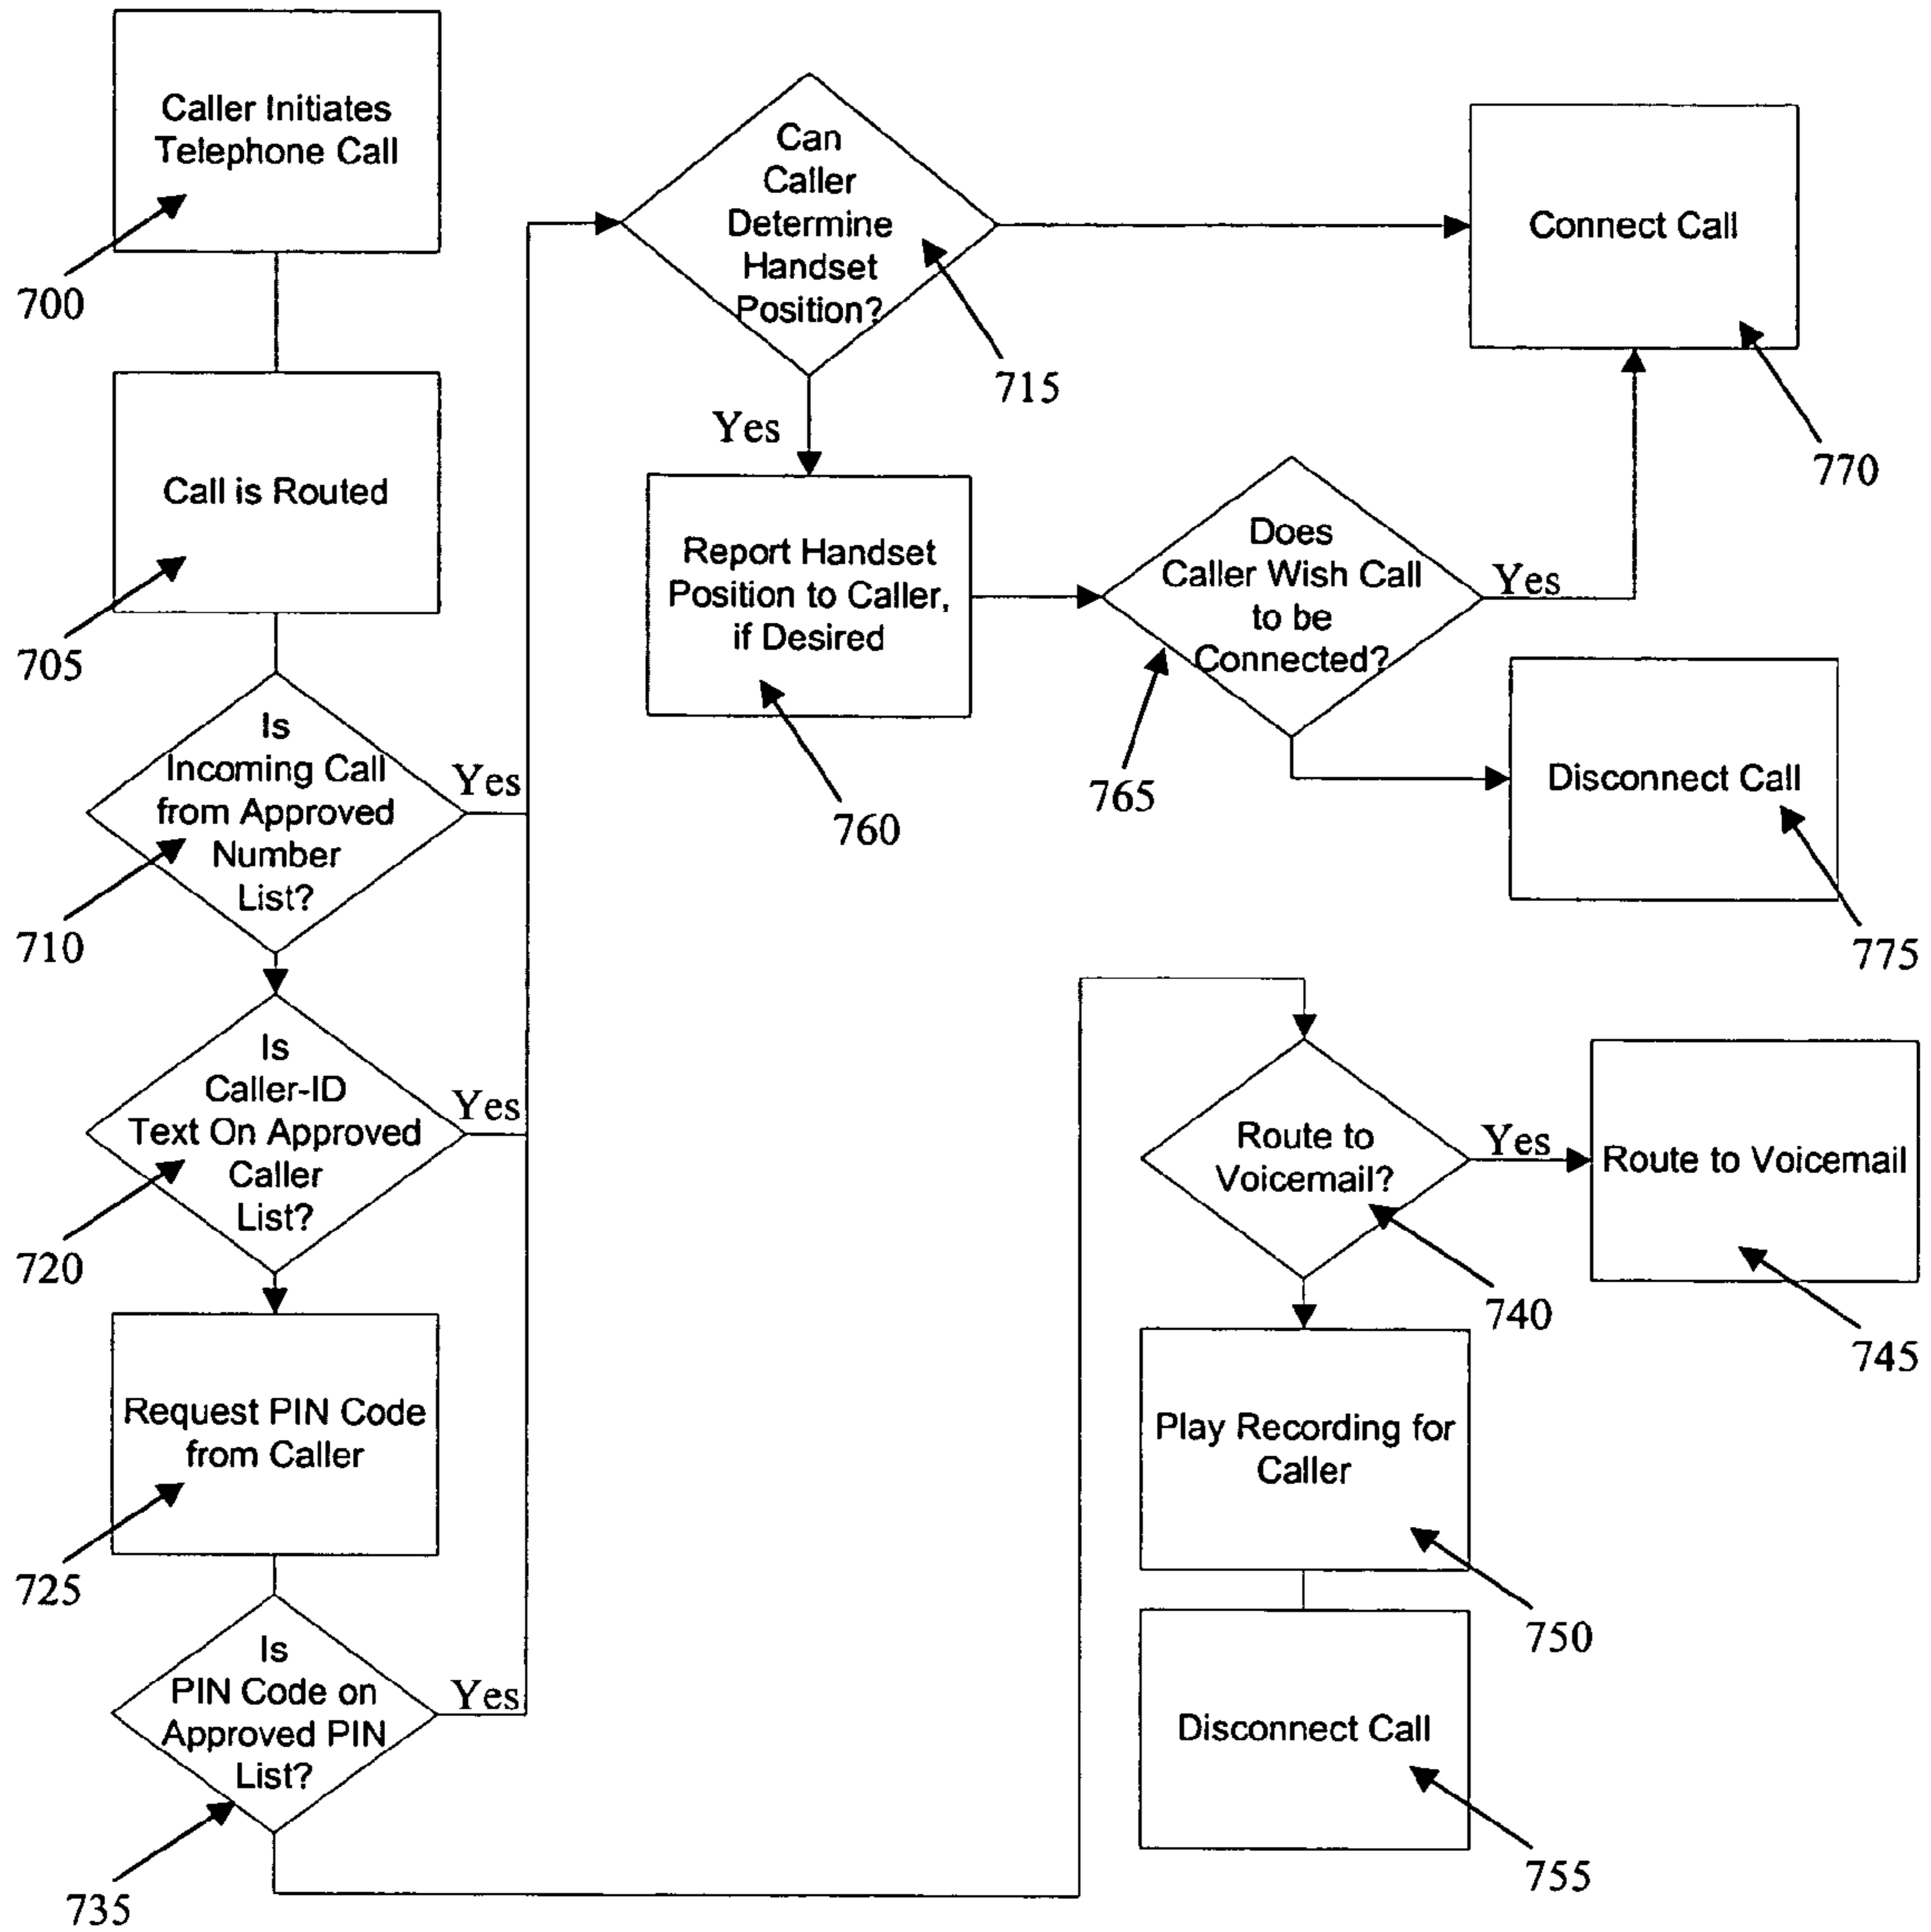 Caller Initiates
Telephone Call
700
Call is Routed
705
Is
Incoming Call
from Approved
Number
List?
Yes
710
Is
Caller-ID
Text On Approved
Caller
List?
Yes
720
Request PIN Code
from Caller
725
Is
PIN Code on
Approved PIN
List?
Yes
735
Can
Caller
Determine
Handset
Position?
715
Yes
Connect Call
770
Report Handset
Position to Caller,
if Desired
760
Does
Caller Wish Call
to be
Connected?
Yes
765
Disconnect Call
775
Route to
Voicemail?
Yes
740
Route to Voicemail
745
Play Recording for
Caller
750
Disconnect Call
755